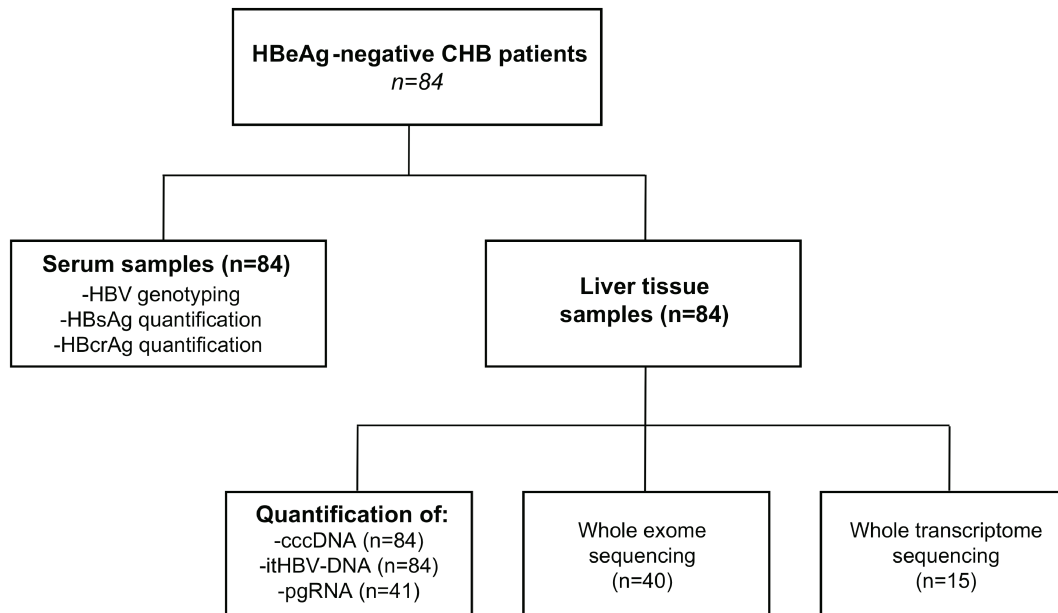 HBeAg-negative CHB patients
n=84
Serum samples (n=84)
-HBV genotyping
-HBsAg quantification
-HBcrAg quantification
Liver tissue
samples (n=84)
Quantification of:
-cccDNA (n=84)
-itHBV-DNA (n=84)
-pgRNA (n=41)
Whole exome
sequencing
(n=40)
Whole transcriptome
sequencing
(n=15)